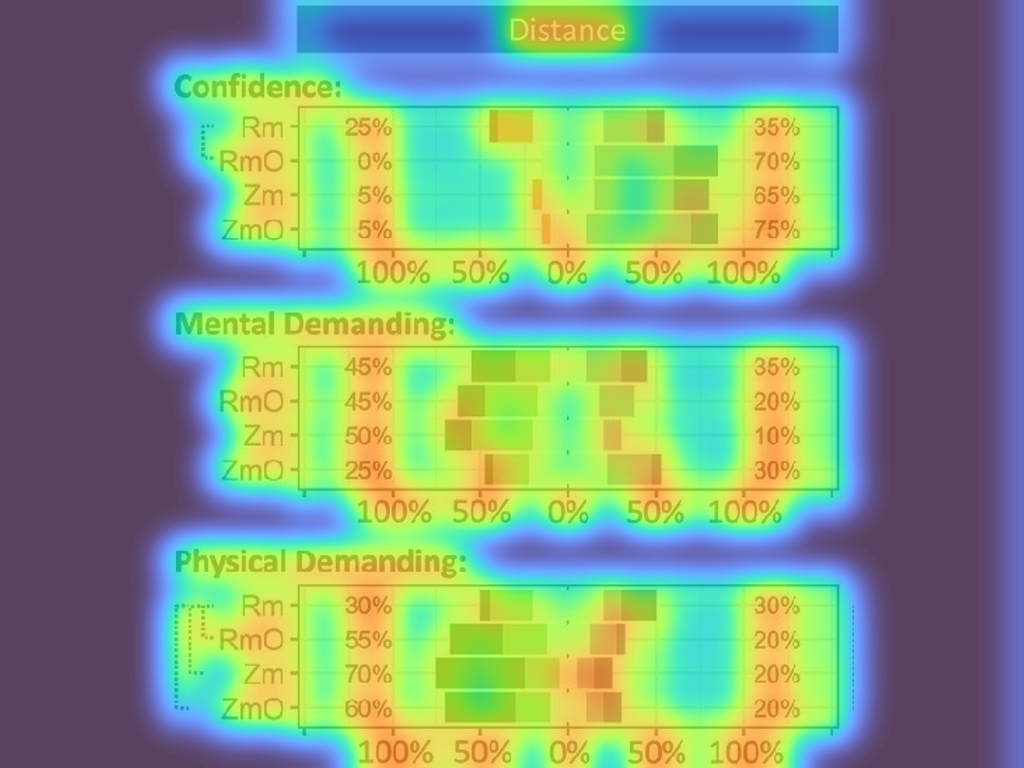 Distance
Confidence:
Rm 25% 35%
RmO 0% 70%
Zm 5% 65%
ZmO 5% 75%
100% 50% 0% 50% 100%
Mental Demanding:
Rm 45% 35%
RmO 45% 20%
Zm 50% 10%
ZmO 25% 30%
100% 50% 0% 50% 100%
Physical Demanding:
Rm 30% 30%
RmO 55% 20%
Zm 70% 20%
ZmO 60% 20%
100% 50% 0% 50% 100%